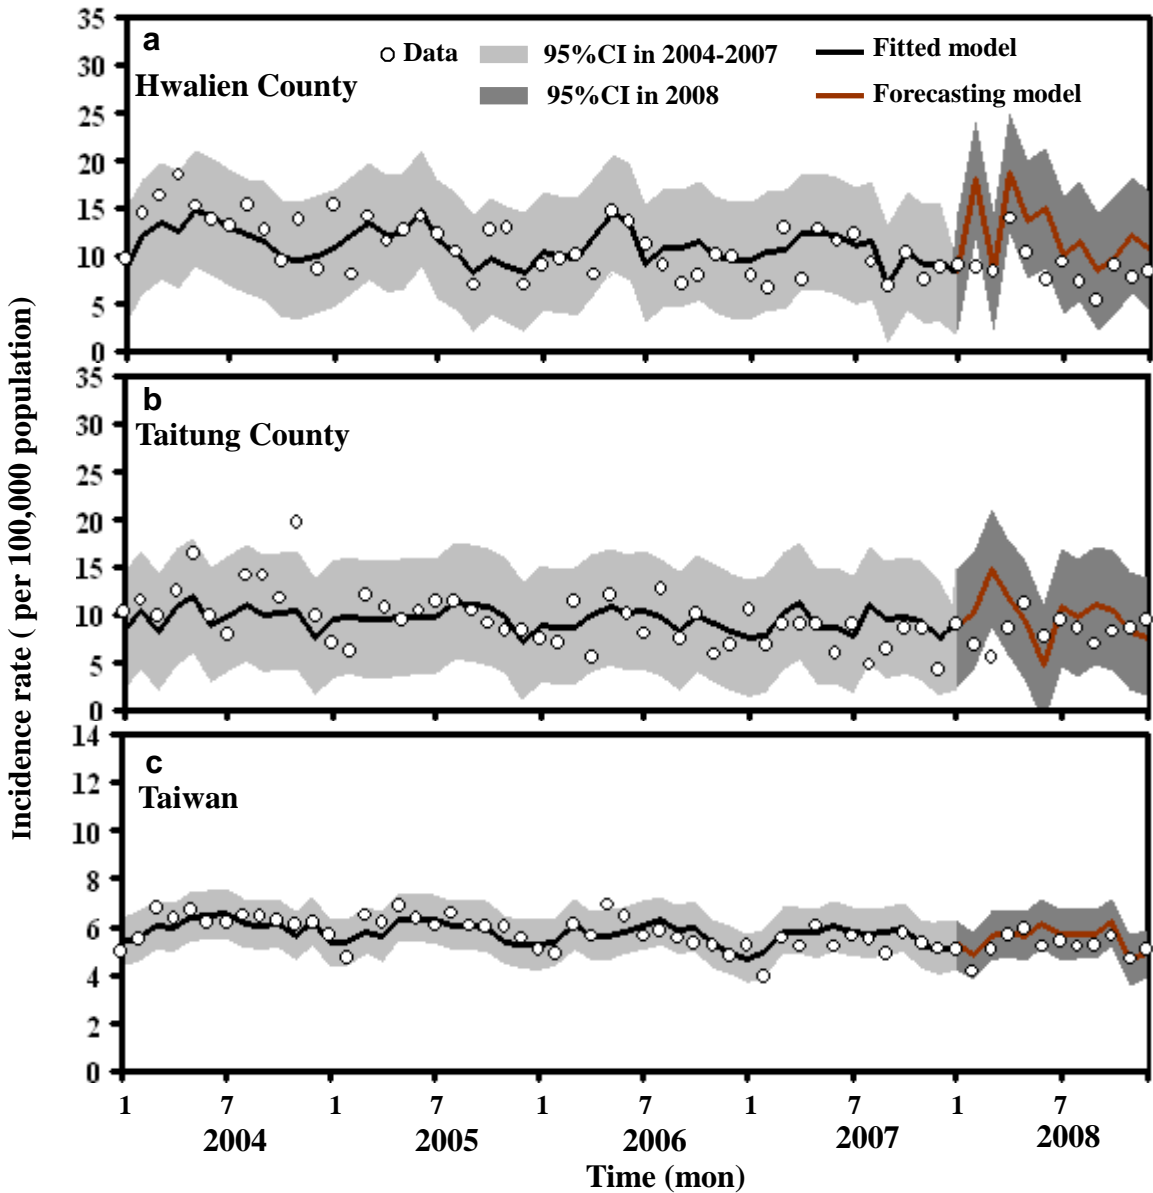 Incidence rate ( per 100,000 population)
a
Hwalien County
Data
95%CI in 2004-2007
Fitted model
95%CI in 2008
Forecasting model
35
30
25
20
15
10
5
0
b
Taitung County
35
30
25
20
15
10
5
0
c
Taiwan
14
12
10
8
6
4
2
0
1 7 1 7 1 7 1 7 1 7
2004 2005 2006 2007 2008
Time (mon)